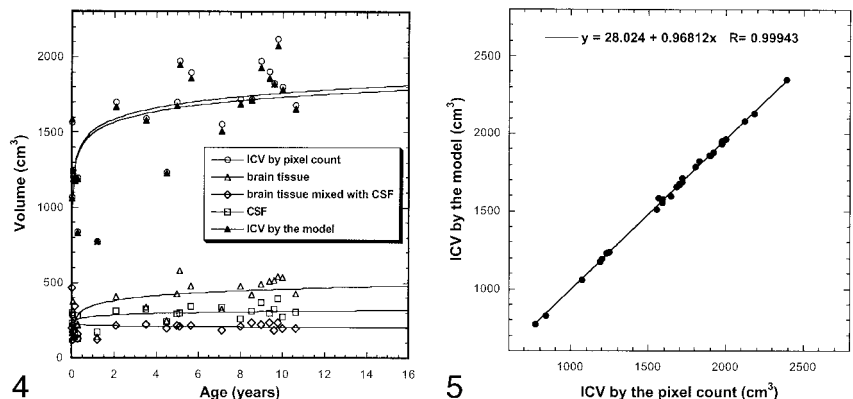 2000
1500
1000
500
0
Volume (cm³)
ICV by pixel count
brain tissue
brain tissue mixed with CSF
CSF
ICV by the model
0 2 4 6 8 10 12 14 16
Age (years)
4
y = 28.024 + 0.96812x R= 0.99943
2500
2000
1500
1000
ICV by the model (cm³)
1000 1500 2000 2500
ICV by the pixel count (cm³)
5